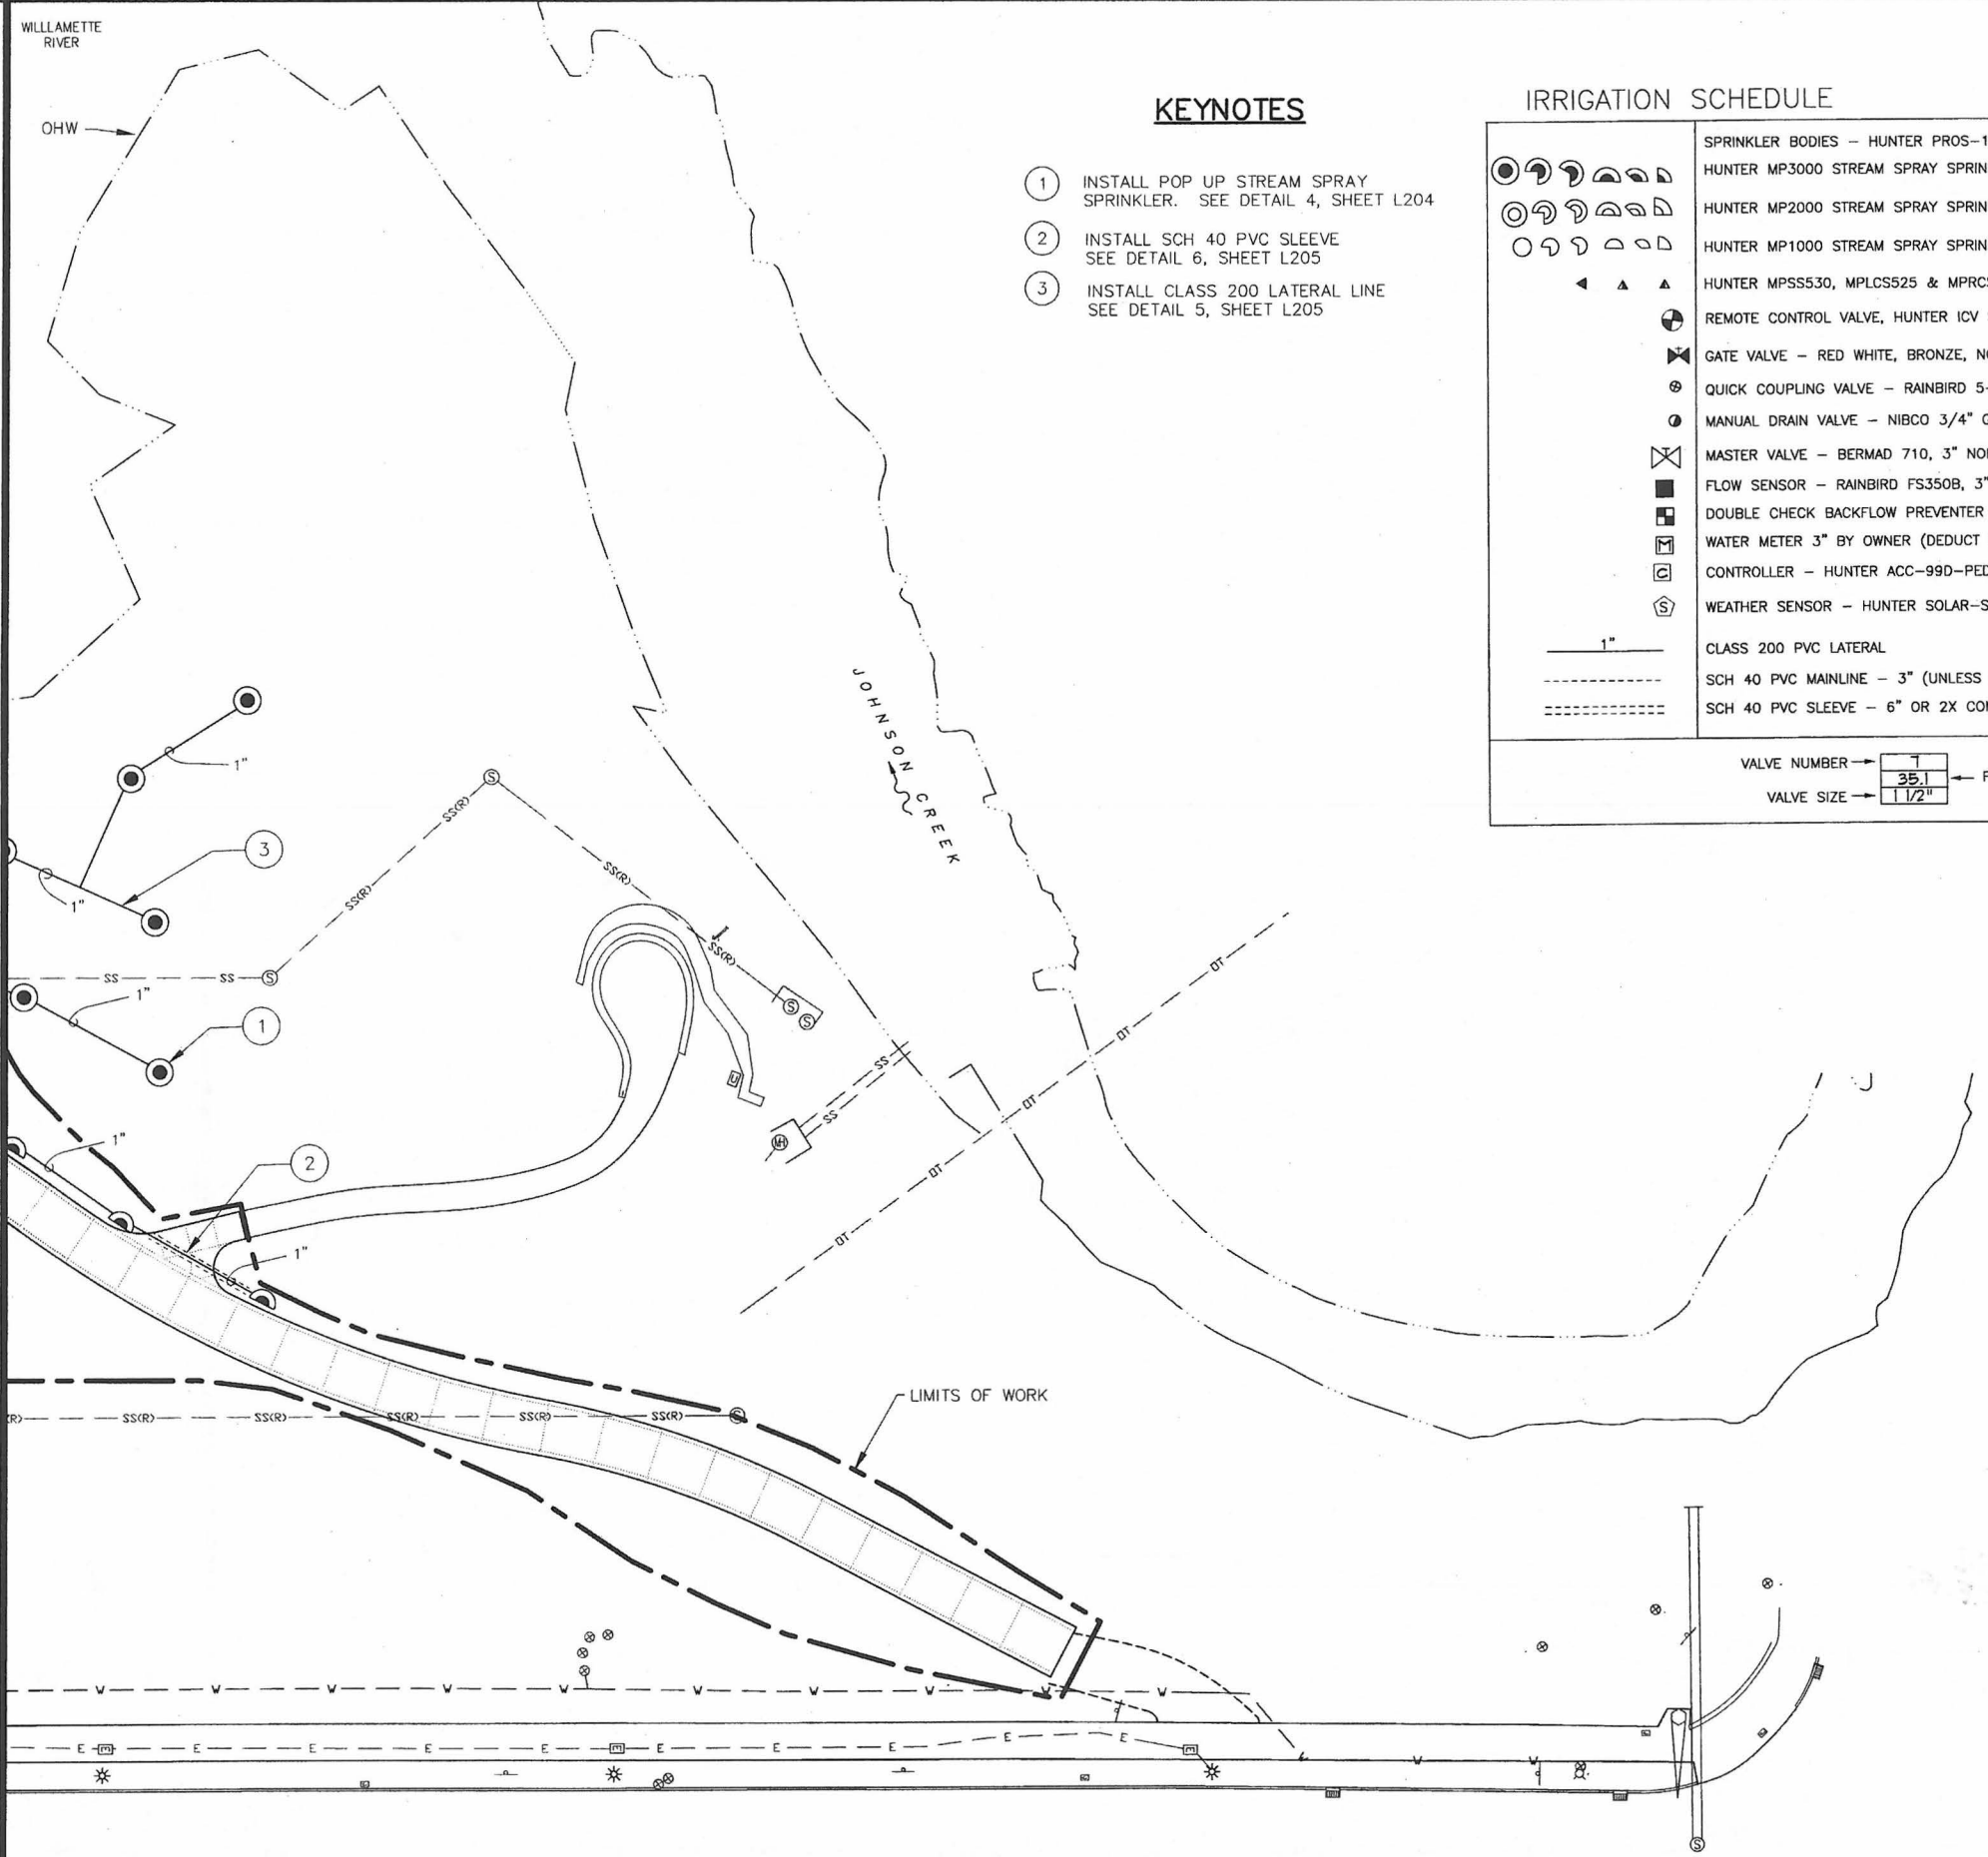 WILLLAMETTE
RIVER
OHW
KEYNOTES
1 INSTALL POP UP STREAM SPRAY
SPRINKLER. SEE DETAIL 4, SHEET L204
2 INSTALL SCH 40 PVC SLEEVE
SEE DETAIL 6, SHEET L205
3 INSTALL CLASS 200 LATERAL LINE
SEE DETAIL 5, SHEET L205
IRRIGATION SCHEDULE
SPRINKLER BODIES – HUNTER PROS-1
HUNTER MP3000 STREAM SPRAY SPRIN
HUNTER MP2000 STREAM SPRAY SPRIN
HUNTER MP1000 STREAM SPRAY SPRIN
HUNTER MPSS530, MPLCS525 & MPRC
REMOTE CONTROL VALVE, HUNTER ICV
GATE VALVE – RED WHITE, BRONZE, N
QUICK COUPLING VALVE – RAINBIRD 5-
MANUAL DRAIN VALVE – NIBCO 3/4"
MASTER VALVE – BERMAD 710, 3" NO
FLOW SENSOR – RAINBIRD FS350B, 3"
DOUBLE CHECK BACKFLOW PREVENTER
M WATER METER 3" BY OWNER (DEDUCT
C CONTROLLER – HUNTER ACC-99D-PED
S WEATHER SENSOR – HUNTER SOLAR-S
1" CLASS 200 PVC LATERAL
SCH 40 PVC MAINLINE – 3" (UNLESS
SCH 40 PVC SLEEVE – 6" OR 2X CO
VALVE NUMBER 7
35.1 F
VALVE SIZE 1 1/2"
JOHNSON CREEK
1"
3
1"
SS(R) S SS(R)
SS(R) SS(R)
SS SS S
1"
1
S
S
SS
SS
MH
DT DT DT DT DT
1"
2
1"
LIMITS OF WORK
R) SS(R) SS(R) SS(R) SS(R) SS(R) S
W W W W W W W W W W
E E E E E E E E E E E E E
W W
S